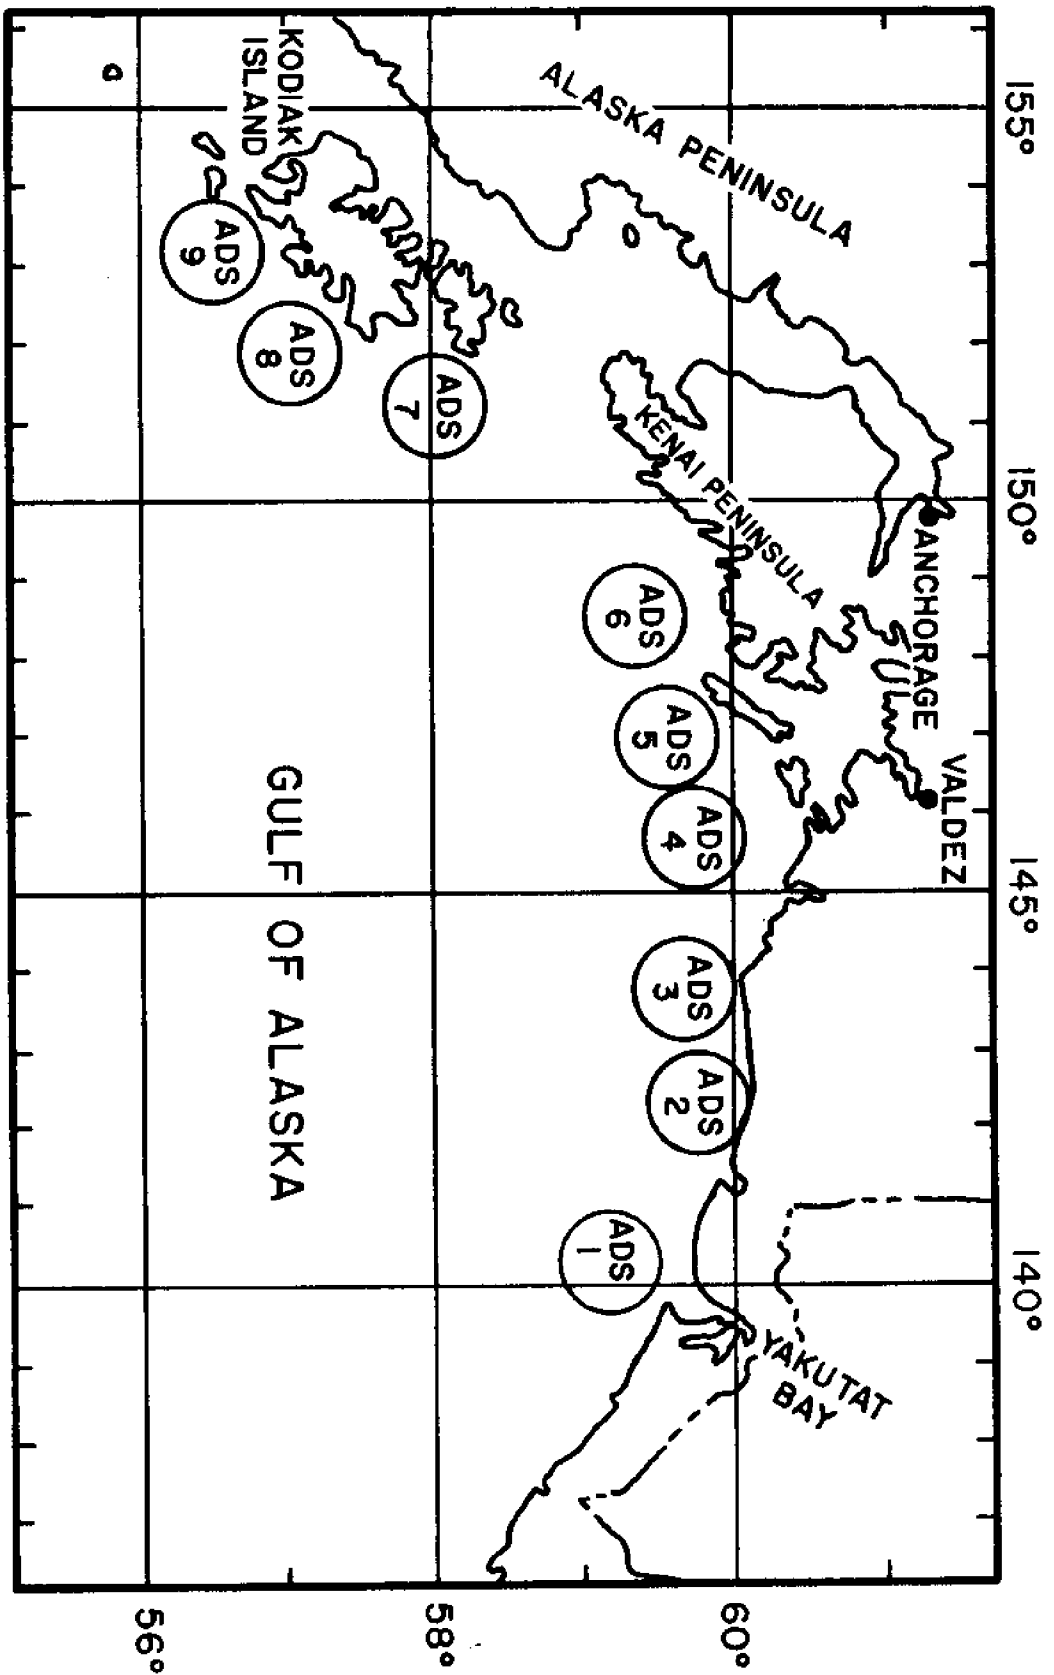 155°
150°
145°
140°
ALASKA PENINSULA
ANCHORAGE
VALDEZ
KENAI PENINSULA
YAKUTAT
BAY
60°
KODIAK
ISLAND
ADS
7
ADS
6
ADS
5
ADS
4
ADS
3
ADS
2
ADS
1
58°
ADS
9
ADS
8
GULF OF ALASKA
56°